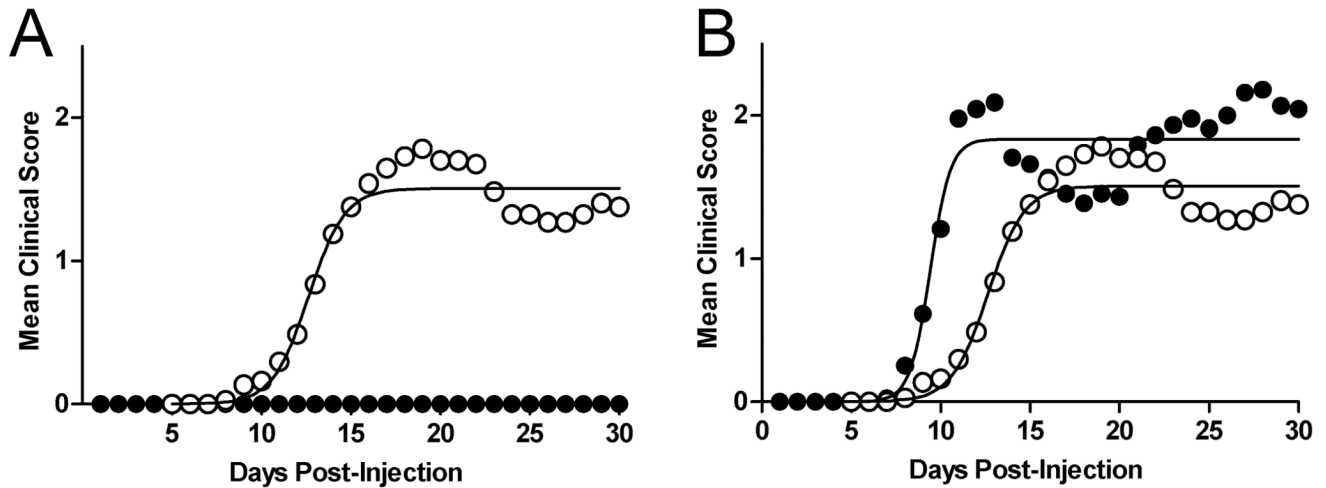 A
Mean Clinical Score
2
1
0
5 10 15 20 25 30
Days Post-Injection
B
Mean Clinical Score
2
1
0
0 5 10 15 20 25 30
Days Post-Injection